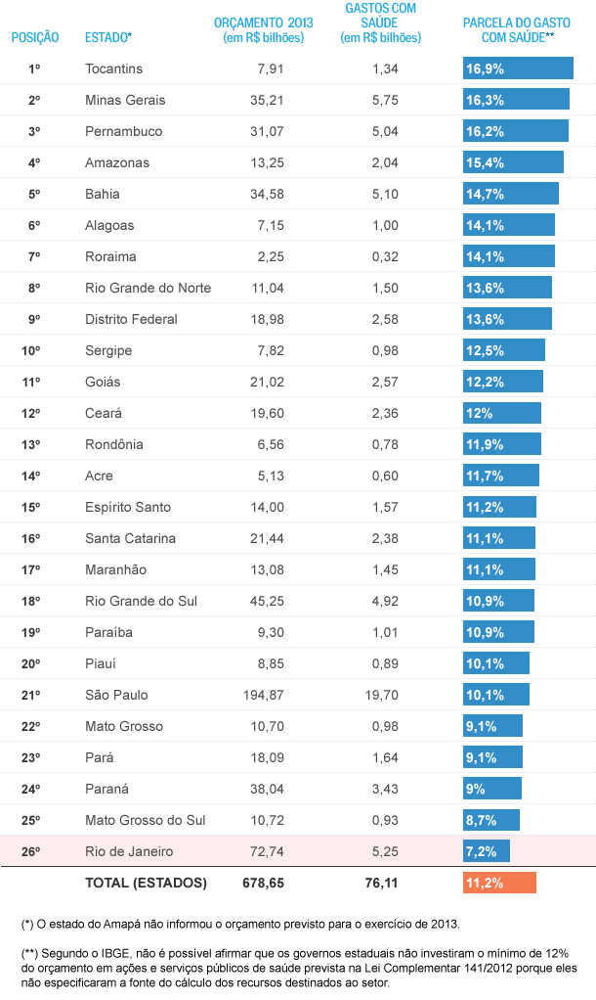 POSIÇÃO ESTADO* ORÇAMENTO 2013 (em R$ bilhões) GASTOS COM SAÚDE (em R$ bilhões) PARCELA DO GASTO COM SAÚDE**
1º Tocantins 7,91 1,34 16,9%
2º Minas Gerais 35,21 5,75 16,3%
3º Pernambuco 31,07 5,04 16,2%
4º Amazonas 13,25 2,04 15,4%
5º Bahia 34,58 5,10 14,7%
6º Alagoas 7,15 1,00 14,1%
7º Roraima 2,25 0,32 14,1%
8º Rio Grande do Norte 11,04 1,50 13,6%
9º Distrito Federal 18,98 2,58 13,6%
10º Sergipe 7,82 0,98 12,5%
11º Goiás 21,02 2,57 12,2%
12º Ceará 19,60 2,36 12%
13º Rondônia 6,56 0,78 11,9%
14º Acre 5,13 0,60 11,7%
15º Espírito Santo 14,00 1,57 11,2%
16º Santa Catarina 21,44 2,38 11,1%
17º Maranhão 13,08 1,45 11,1%
18º Rio Grande do Sul 45,25 4,92 10,9%
19º Paraíba 9,30 1,01 10,9%
20º Piauí 8,85 0,89 10,1%
21º São Paulo 194,87 19,70 10,1%
22º Mato Grosso 10,70 0,98 9,1%
23º Pará 18,09 1,64 9,1%
24º Paraná 38,04 3,43 9%
25º Mato Grosso do Sul 10,72 0,93 8,7%
26º Rio de Janeiro 72,74 5,25 7,2%
TOTAL (ESTADOS) 678,65 76,11 11,2%
(*) O estado do Amapá não informou o orçamento previsto para o exercício de 2013.
(**) Segundo o IBGE, não é possível afirmar que os governos estaduais não investiram o mínimo de 12%
do orçamento em ações e serviços públicos de saúde prevista na Lei Complementar 141/2012 porque eles
não especificaram a fonte do cálculo dos recursos destinados ao setor.